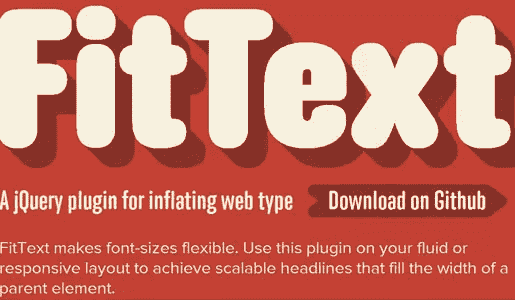 FitText
A jQuery plugin for inflating web type Download on Github
FitText makes font-sizes flexible. Use this plugin on your fluid or
responsive layout to achieve scalable headlines that fill the width of a
parent element.